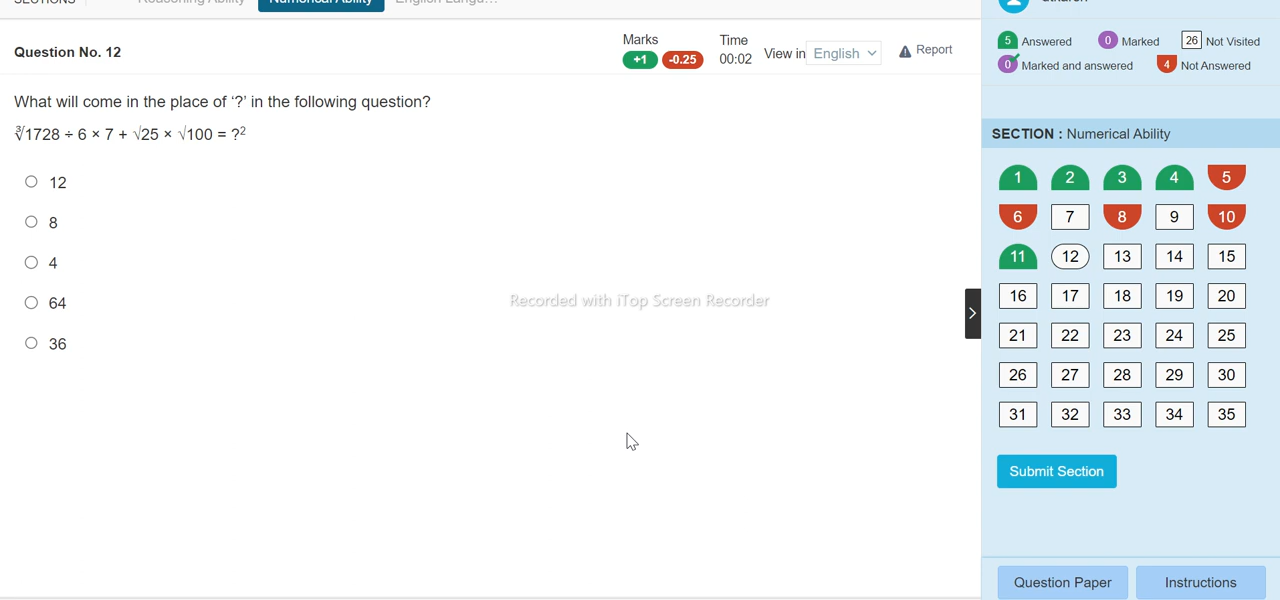 SECTIONS Reasoning Ability Numerical Ability English Langu...
Question No. 12
Marks
+1 -0.25
Time
00:02
View in English
Report
What will come in the place of ‘?’ in the following question?
∛1728 ÷ 6 × 7 + √25 × √100 = ?²
12
8
4
64
36
Recorded with iTop Screen Recorder
5 Answered 0 Marked 26 Not Visited
0 Marked and answered 4 Not Answered
SECTION : Numerical Ability
1 2 3 4 5
6 7 8 9 10
11 12 13 14 15
16 17 18 19 20
21 22 23 24 25
26 27 28 29 30
31 32 33 34 35
Submit Section
Question Paper Instructions